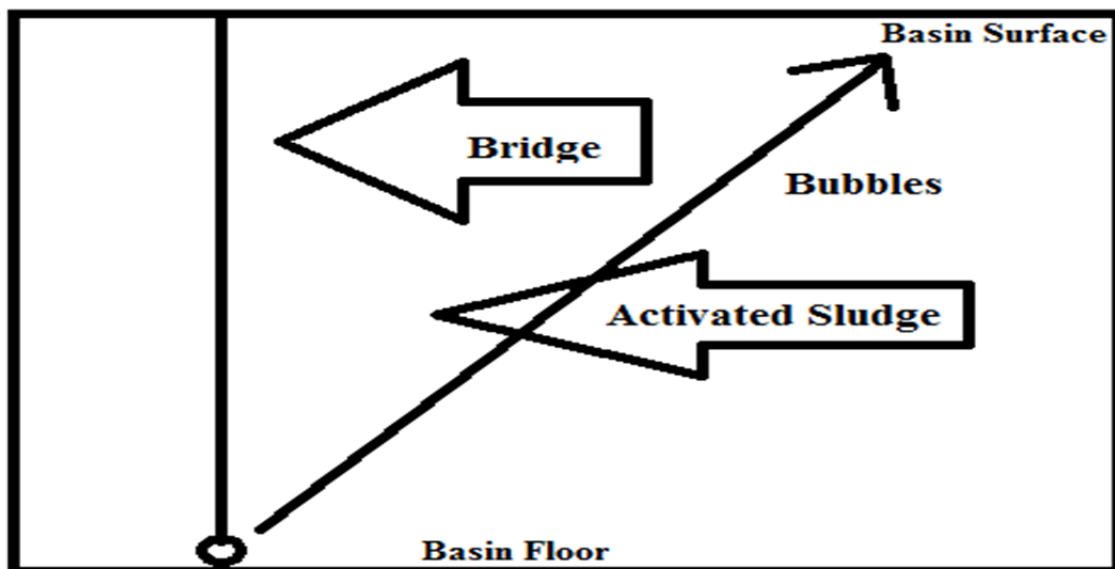 Basin Surface
Bridge
Bubbles
Activated Sludge
Basin Floor